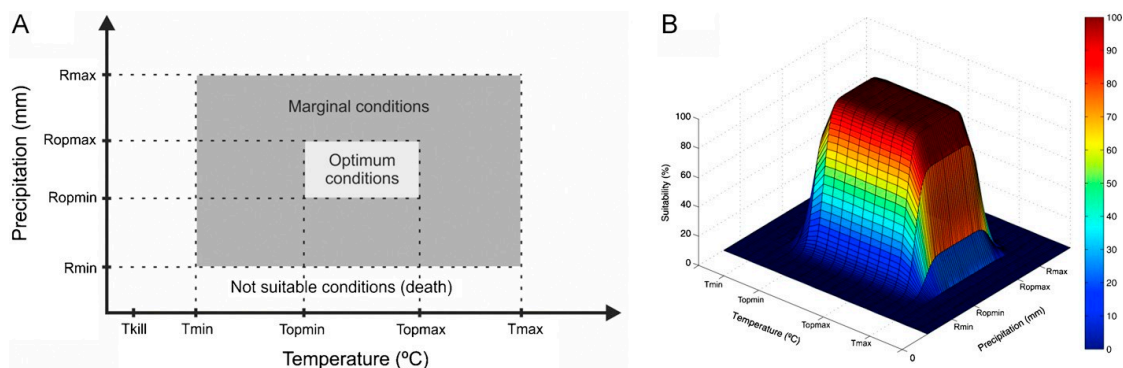 A
Precipitation (mm)
Rmax
Ropmax
Ropmin
Rmin
Marginal conditions
Optimum
conditions
Not suitable conditions (death)
Tkill
Tmin
Topmin
Topmax
Tmax
Temperature (ºC)
B
Suitability (%)
100
80
60
40
20
0
Tmin
Topmin
Topmax
Tmax
Temperature (ºC)
0
Rmin
Ropmin
Ropmax
Rmax
Precipitation (mm)
100
90
80
70
60
50
40
30
20
10
0